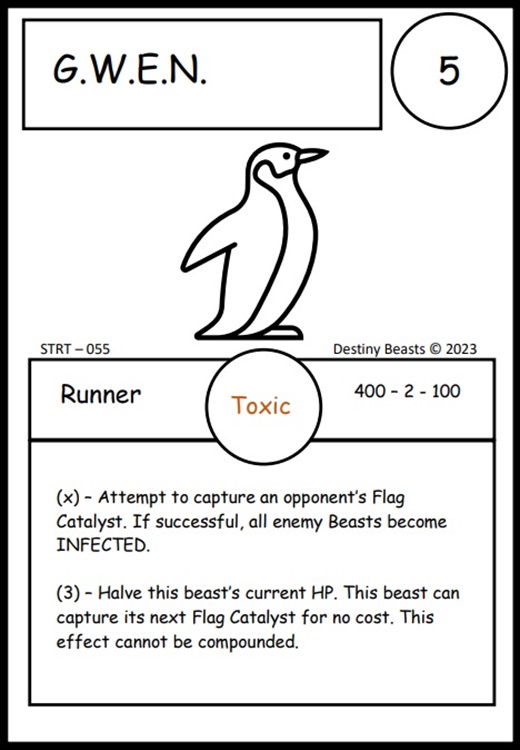 G.W.E.N.
5
STRT – 055
Destiny Beasts © 2023
Runner
Toxic
400 – 2 - 100
(x) – Attempt to capture an opponent's Flag
Catalyst. If successful, all enemy Beasts become
INFECTED.
(3) – Halve this beast's current HP. This beast can
capture its next Flag Catalyst for no cost. This
effect cannot be compounded.